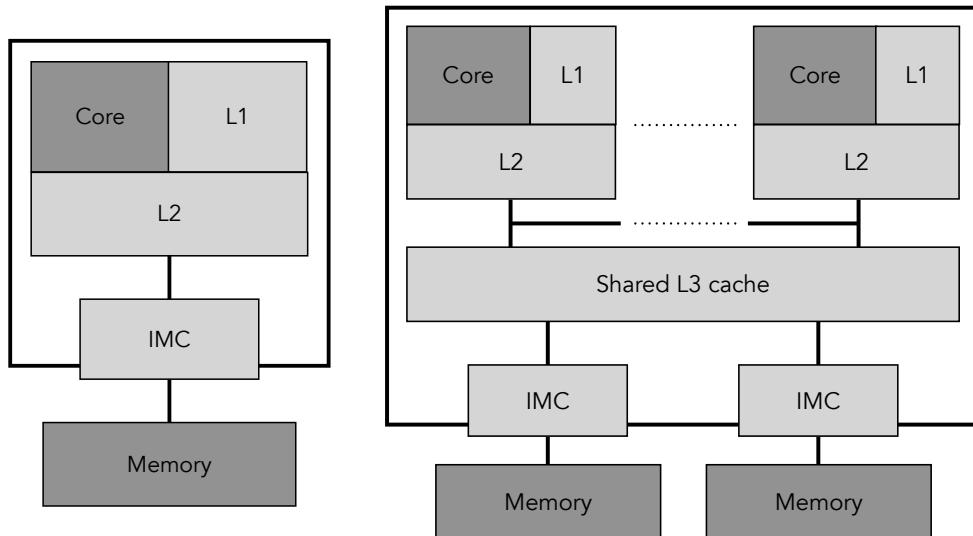 Core
L1
L2
IMC
Memory
Core
L1
Core
L1
L2
L2
Shared L3 cache
IMC
IMC
Memory
Memory